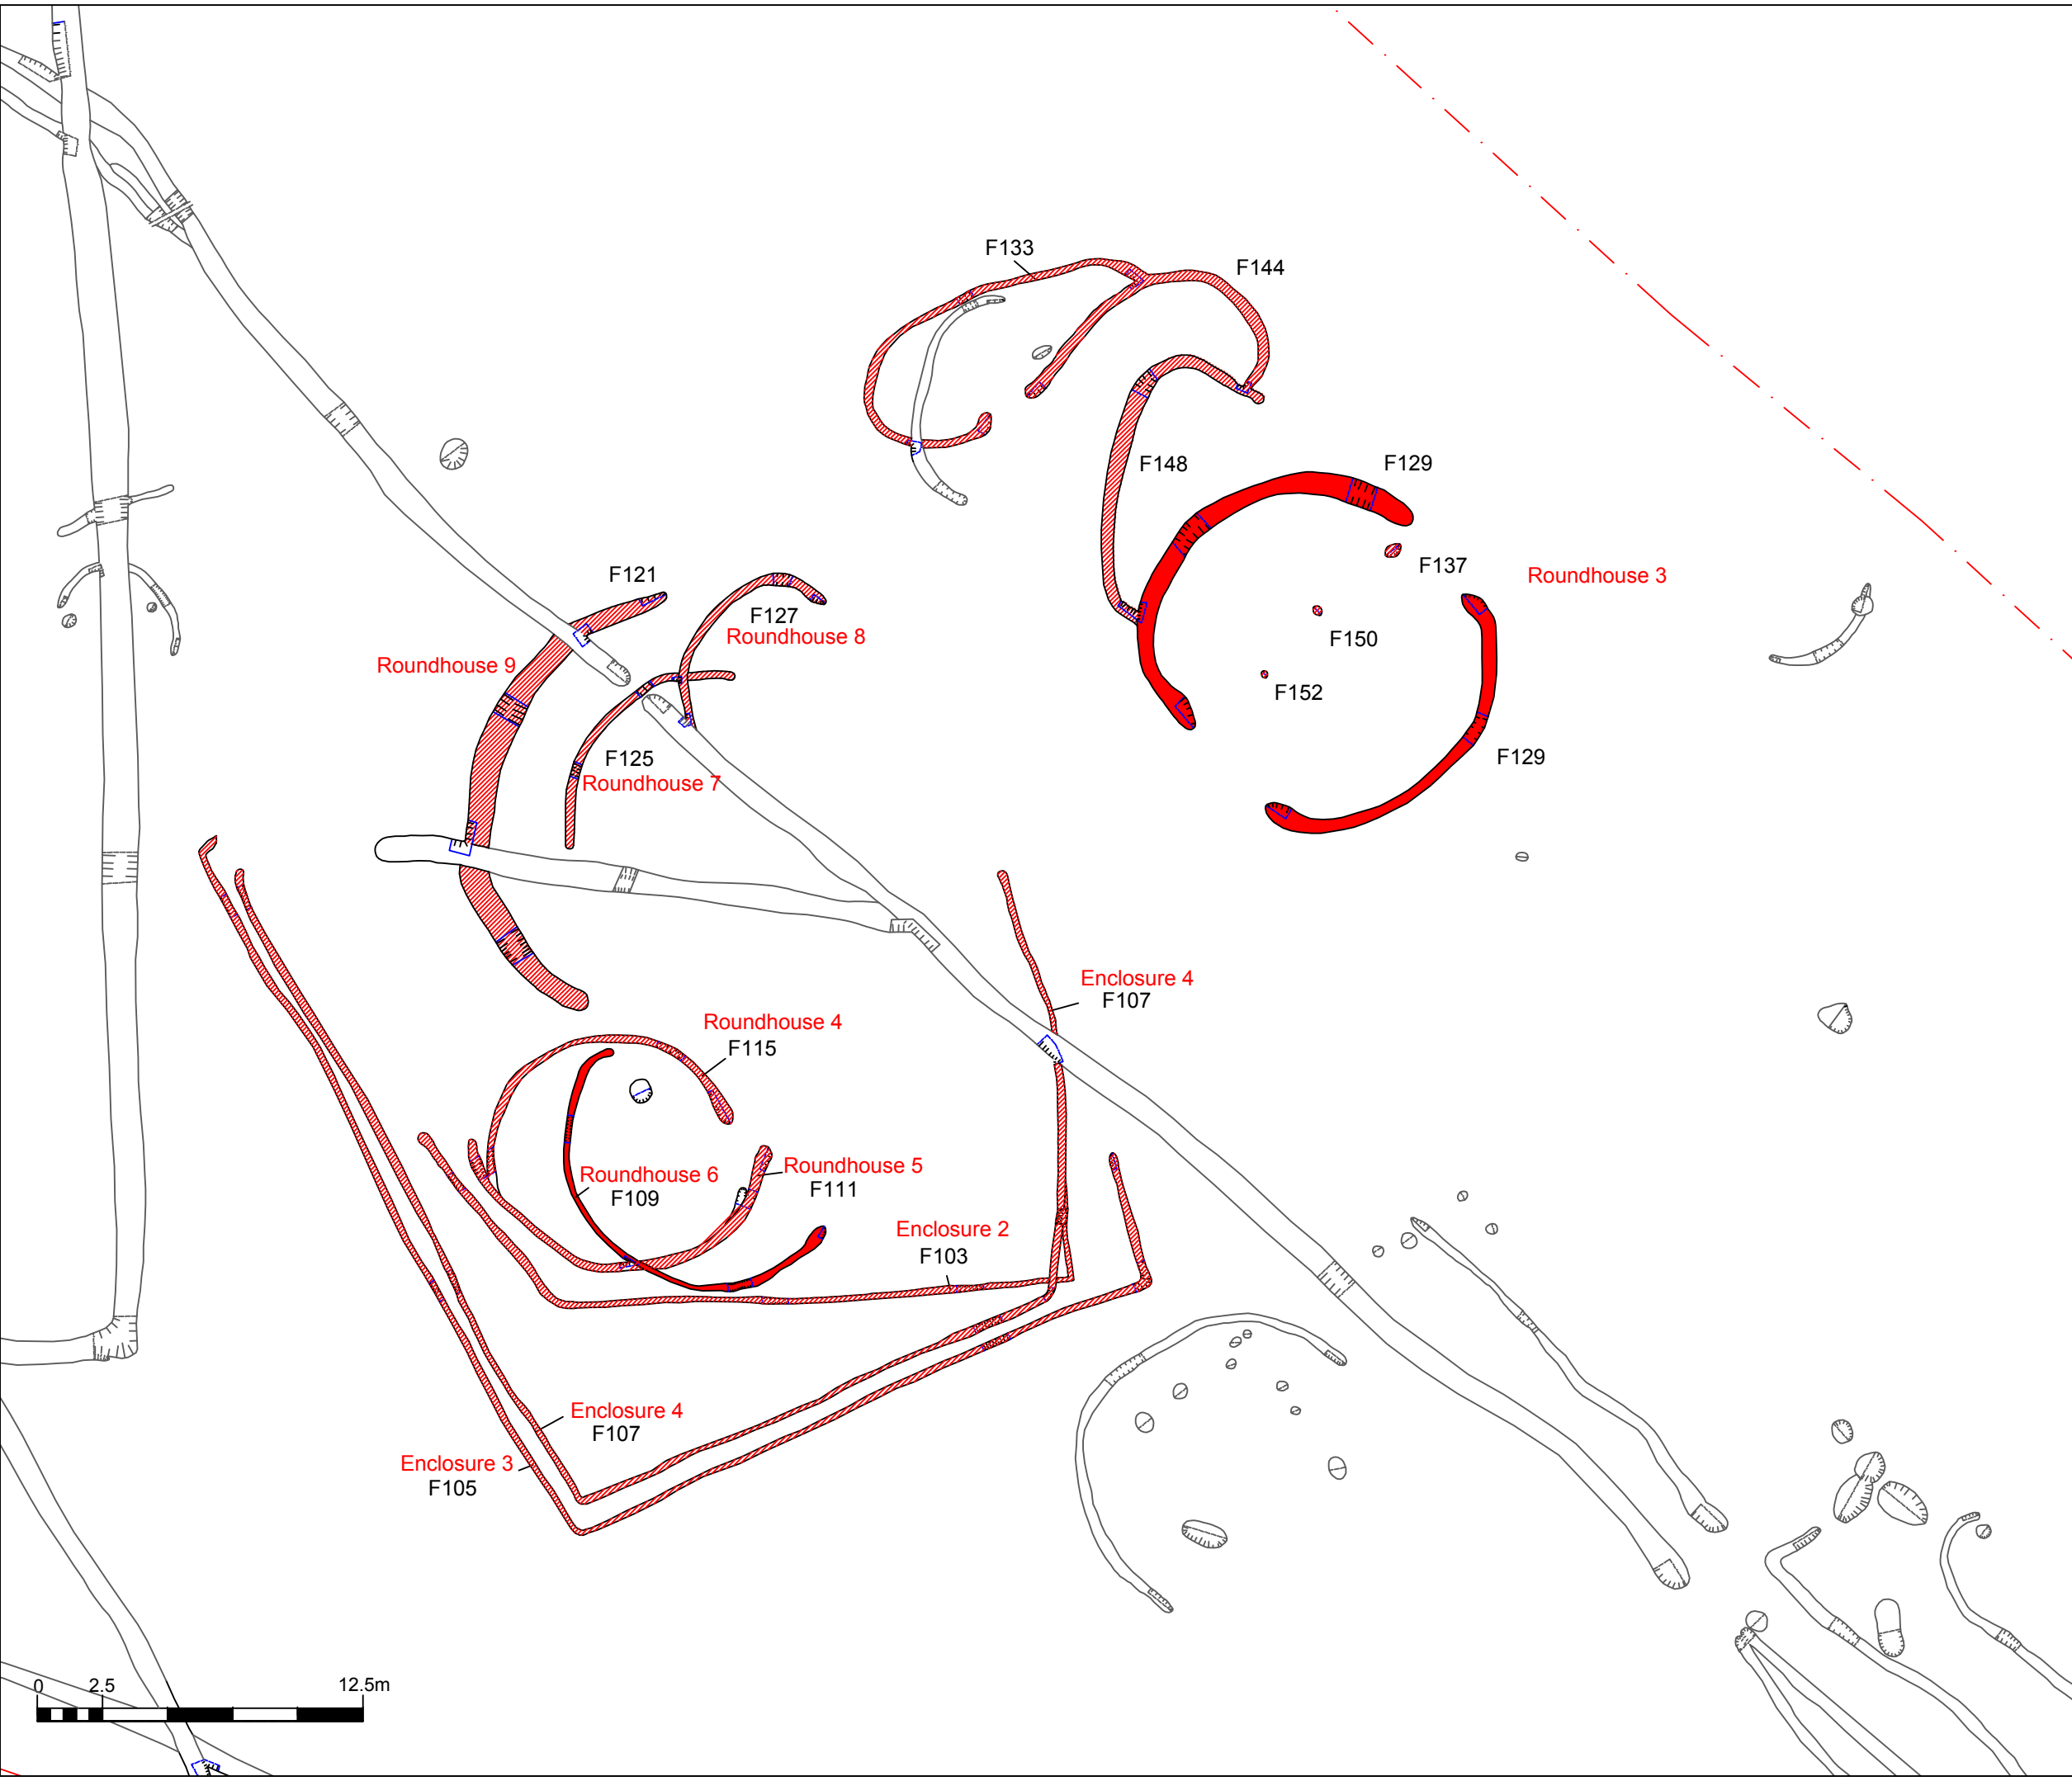 F133
F144
F148
F129
F137
Roundhouse 3
F150
F152
F129
F121
F127
Roundhouse 8
Roundhouse 9
F125
Roundhouse 7
Enclosure 4
F107
Roundhouse 4
F115
Roundhouse 6
F109
Roundhouse 5
F111
Enclosure 2
F103
Enclosure 4
F107
Enclosure 3
F105
0 2.5 12.5m